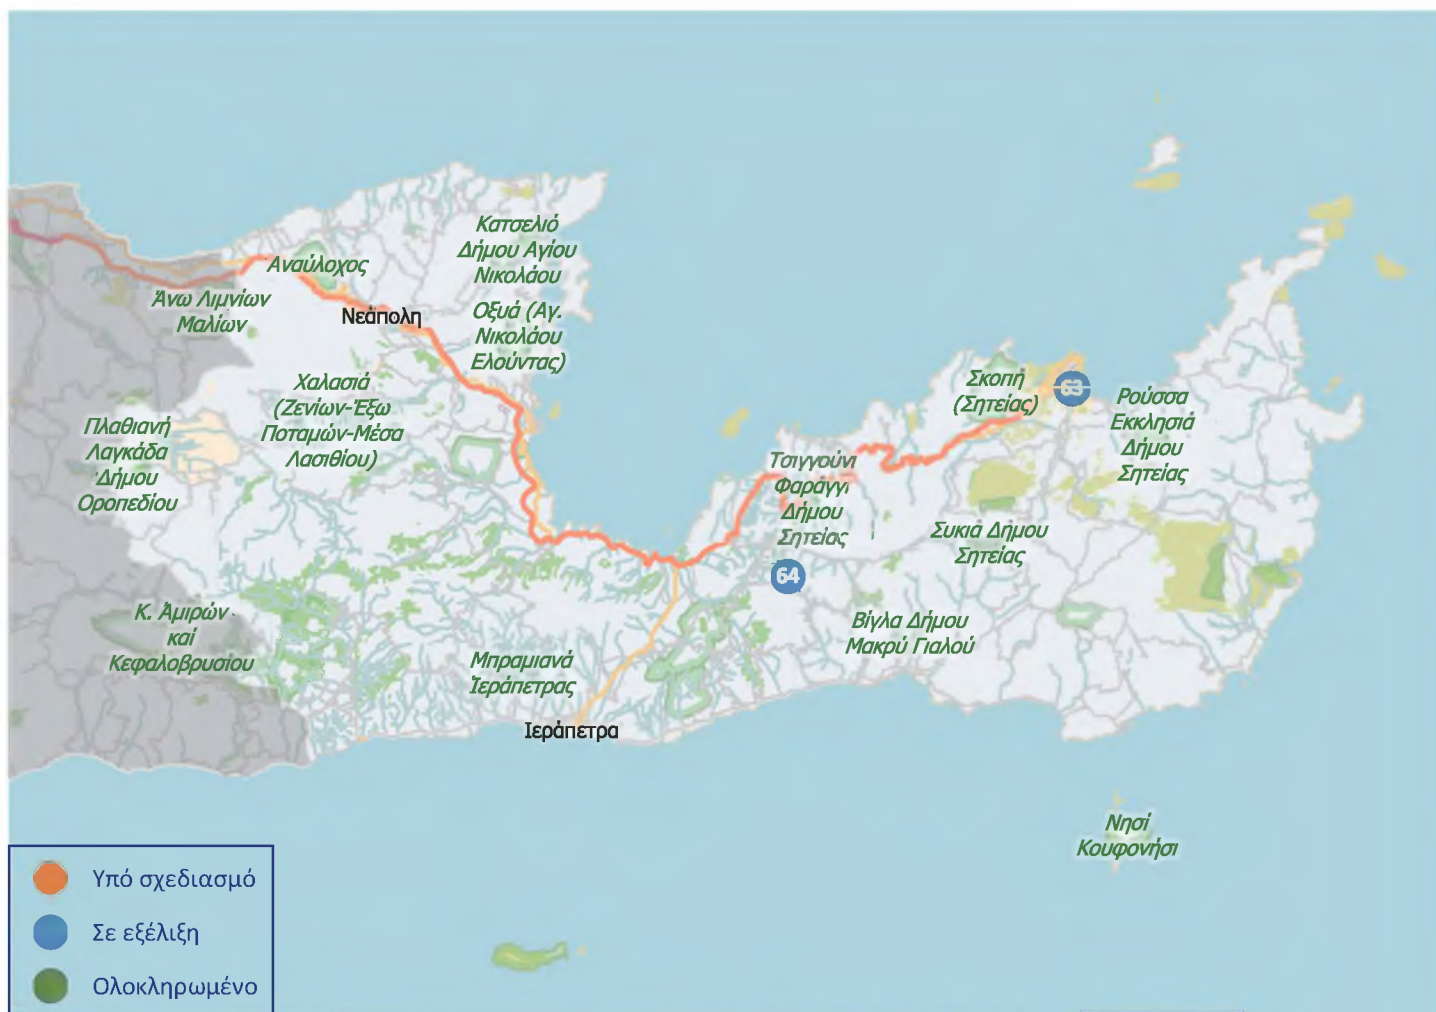 Κατσελιό
Δήμου Αγίου
Νικολάου
Αναύλοχος
Άνω Λιμνίων
Μαλίων
Νεάπολη
Οξυά (Αγ.
Νικολάου
Ελούντας)
Χαλασιά
(Ζενίων-Έξω
Ποταμών-Μέσα
Λασιθίου)
Πλαθιανή
Λαγκάδα
Δήμου
Οροπεδίου
Σκοπή
(Σητείας)
63
Ρούσσα
Εκκλησιά
Δήμου
Σητείας
Τσιγγούνι
Φαράγγι
Δήμου
Σητείας
Συκιά Δήμου
Σητείας
64
Κ. Αμιρών
και
Κεφαλοβρυσίου
Βίγλα Δήμου
Μακρύ Γιαλού
Μπραμιανά
Ιεράπετρας
Ιεράπετρα
Νησί
Κουφονήσι
Υπό σχεδιασμό
Σε εξέλιξη
Ολοκληρωμένο